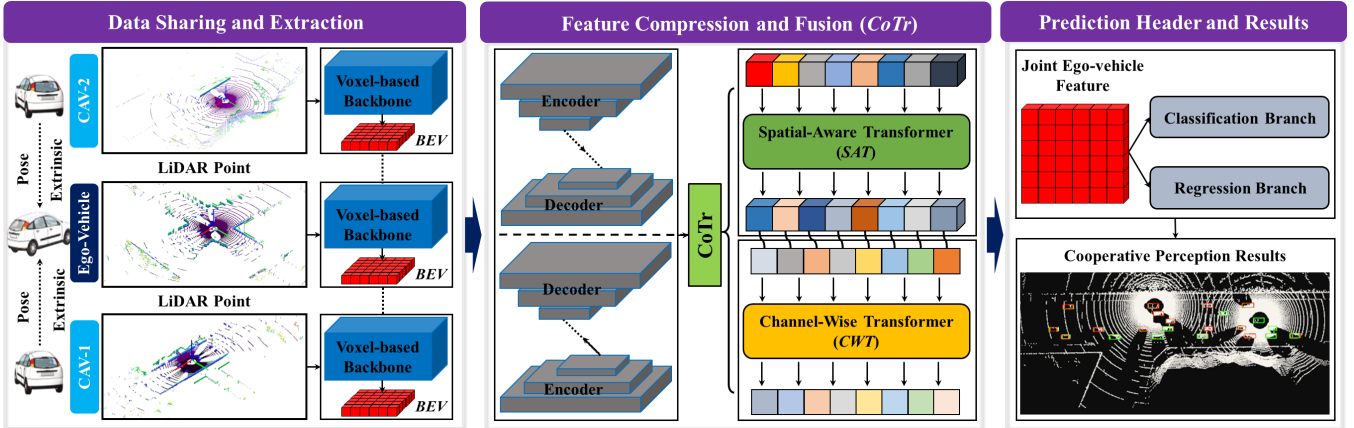 Data Sharing and Extraction
CAV-2
Voxel-based
Backbone
BEV
Pose
Extrinsic
LiDAR Point
Ego-Vehicle
Voxel-based
Backbone
BEV
Pose
Extrinsic
LiDAR Point
CAV-1
Voxel-based
Backbone
BEV
Feature Compression and Fusion (CoTr)
Encoder
Decoder
Decoder
Encoder
CoTr
Spatial-Aware Transformer
(SAT)
Channel-Wise Transformer
(CWT)
Prediction Header and Results
Joint Ego-vehicle
Feature
Classification Branch
Regression Branch
Cooperative Perception Results